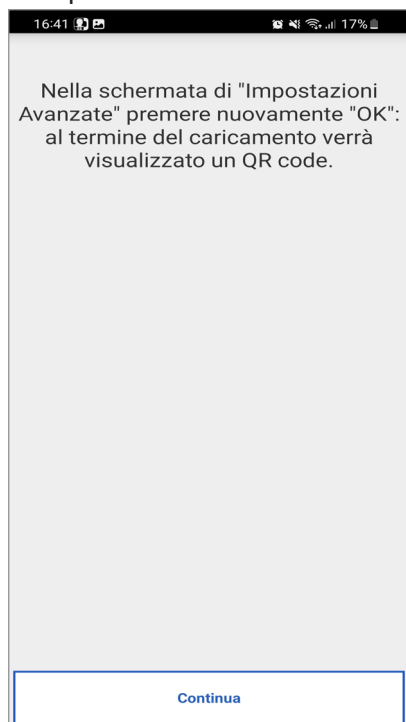 16:41
17%
Nella schermata di "Impostazioni
Avanzate" premere nuovamente "OK":
al termine del caricamento verrà
visualizzato un QR code.
Continua